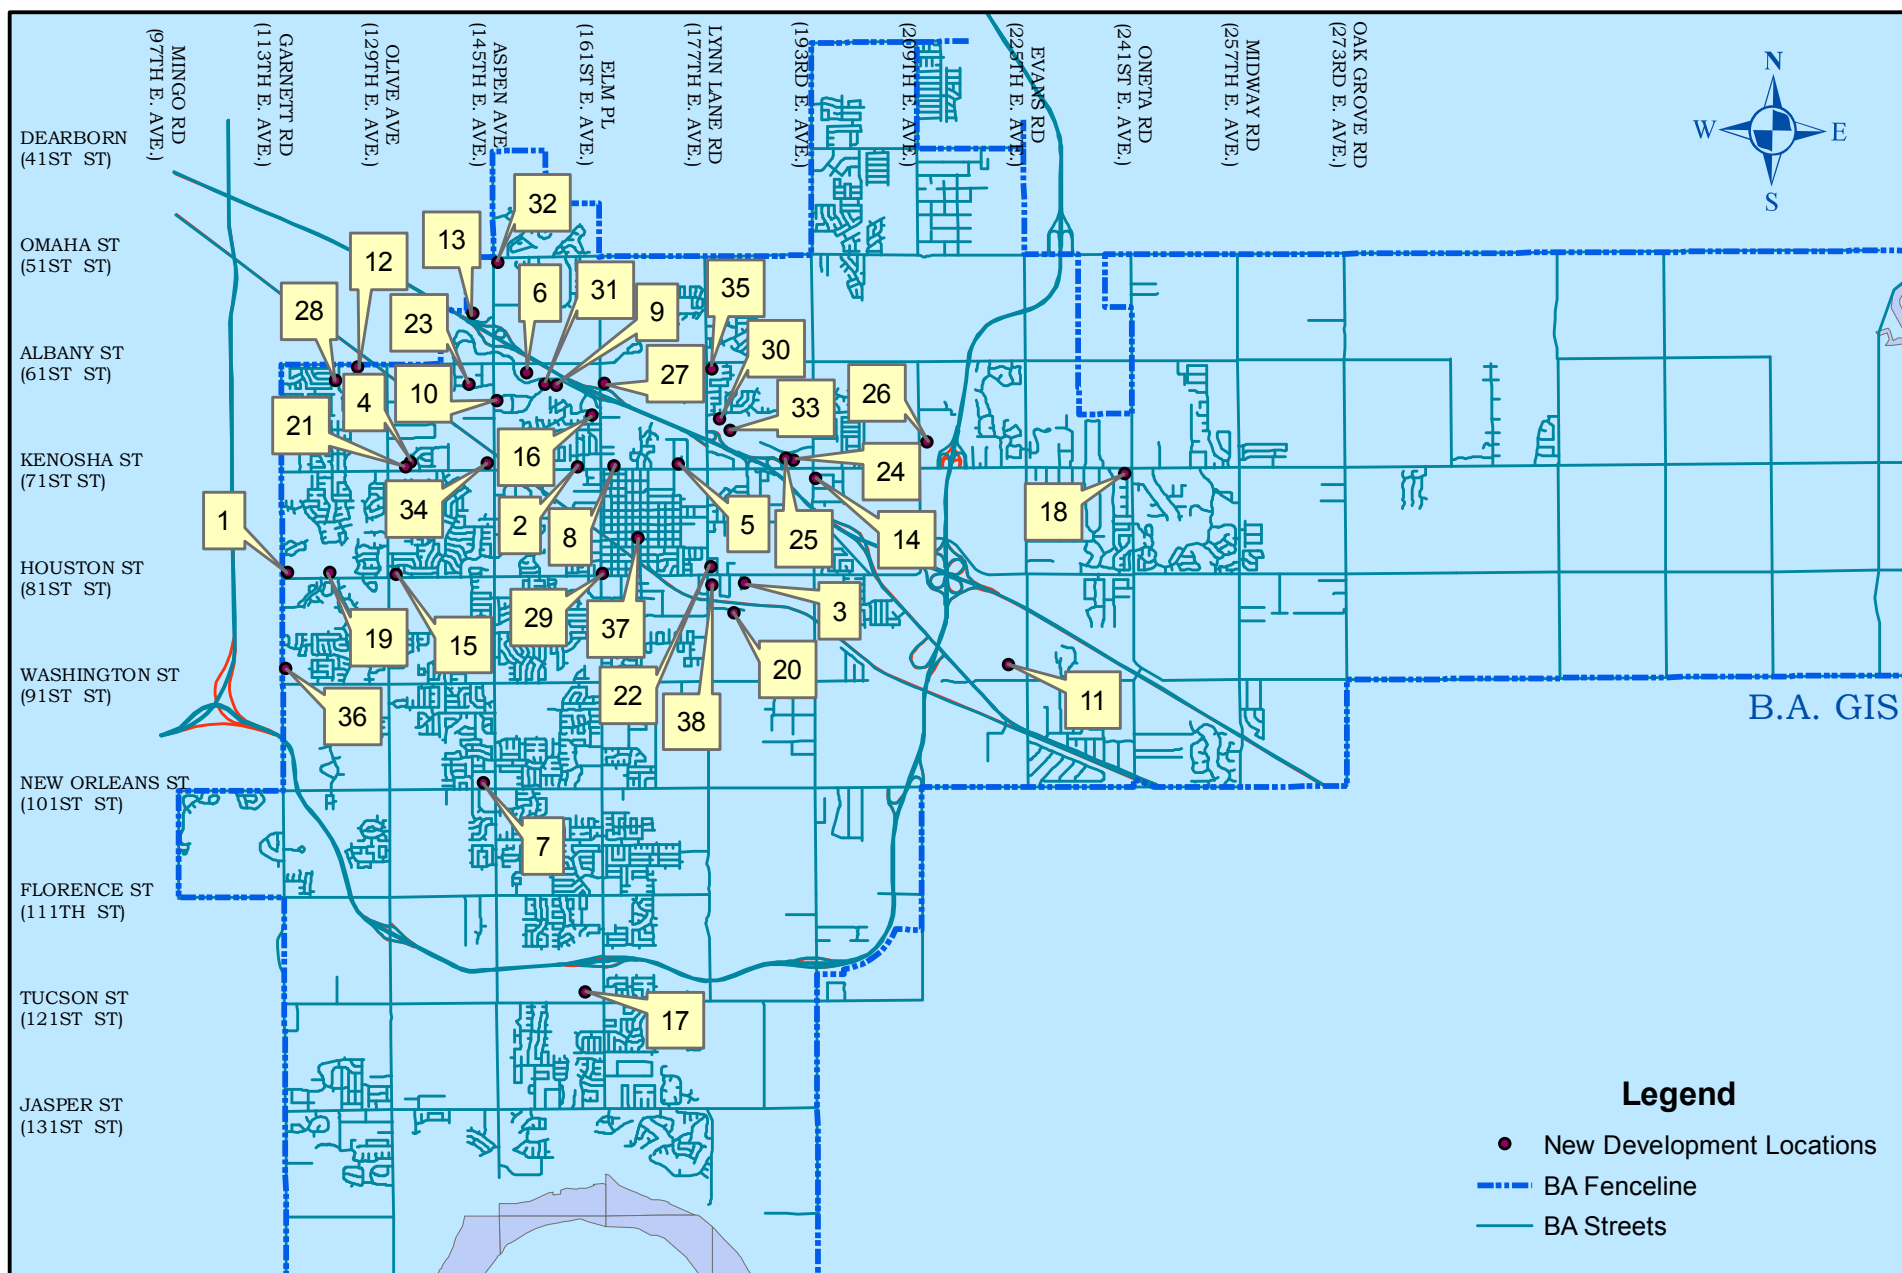 MINGO RD
(97TH E. AVE.)
GARNETT RD
(113TH E. AVE.)
OLIVE AVE
(129TH E. AVE.)
ASPEN AVE
(145TH E. AVE.)
ELM PL
(161ST E. AVE.)
LYNN LANE RD
(177TH E. AVE.)
(193RD E. AVE.)
(209TH E. AVE.)
EVANS RD
(225TH E. AVE.)
ONETA RD
(241ST E. AVE.)
MIDWAY RD
(257TH E. AVE.)
OAK GROVE RD
(273RD E. AVE.)
N
W
E
S
DEARBORN
(41ST ST)
OMAHA ST
(51ST ST)
ALBANY ST
(61ST ST)
KENOSHA ST
(71ST ST)
HOUSTON ST
(81ST ST)
WASHINGTON ST
(91ST ST)
NEW ORLEANS ST
(101ST ST)
FLORENCE ST
(111TH ST)
TUCSON ST
(121ST ST)
JASPER ST
(131ST ST)
32
13
12
6
31
35
28
23
9
30
27
10
4
33
26
21
16
24
34
1
2
8
5
25
14
18
29
37
3
19
15
20
22
38
11
36
7
17
B.A. GIS
Legend
New Development Locations
BA Fenceline
BA Streets